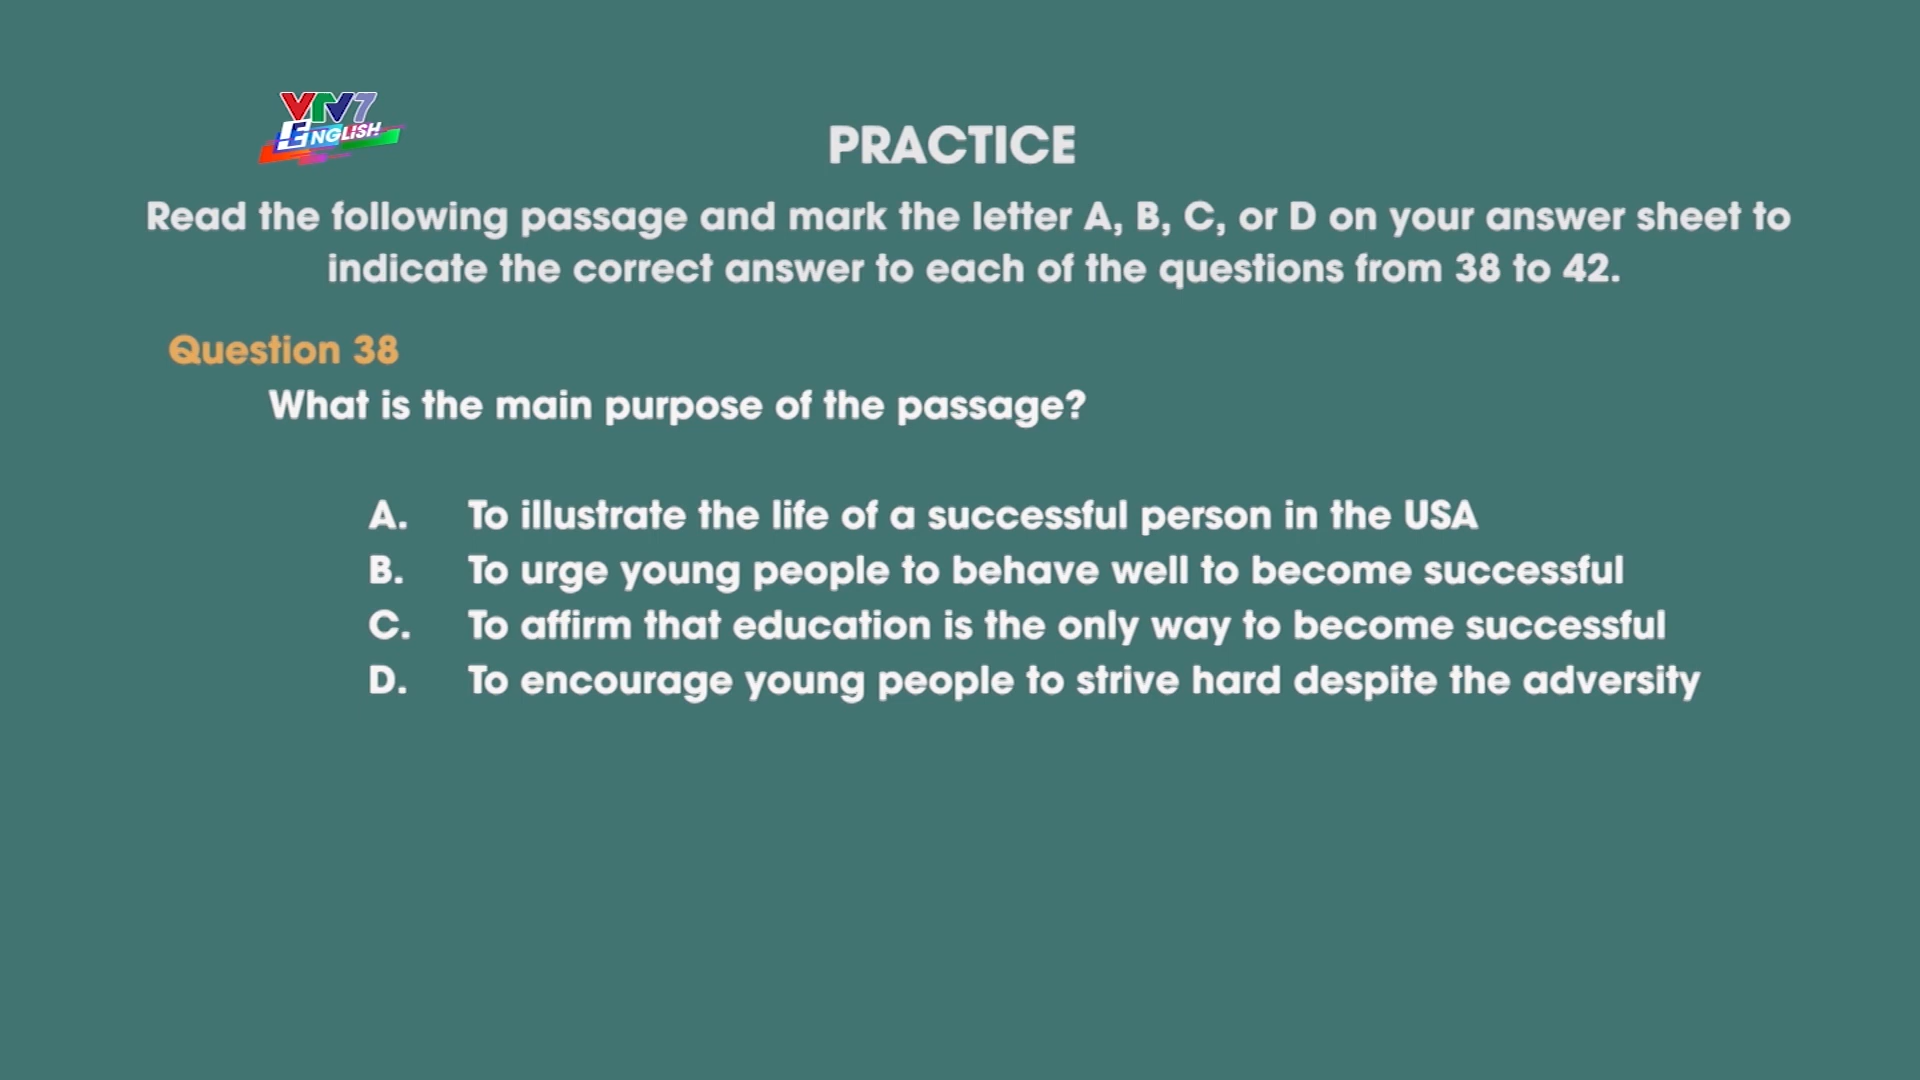 VTV7
ENGLISH
PRACTICE
Read the following passage and mark the letter A, B, C, or D on your answer sheet to
indicate the correct answer to each of the questions from 38 to 42.
Question 38
What is the main purpose of the passage?
A. To illustrate the life of a successful person in the USA
B. To urge young people to behave well to become successful
C. To affirm that education is the only way to become successful
D. To encourage young people to strive hard despite the adversity